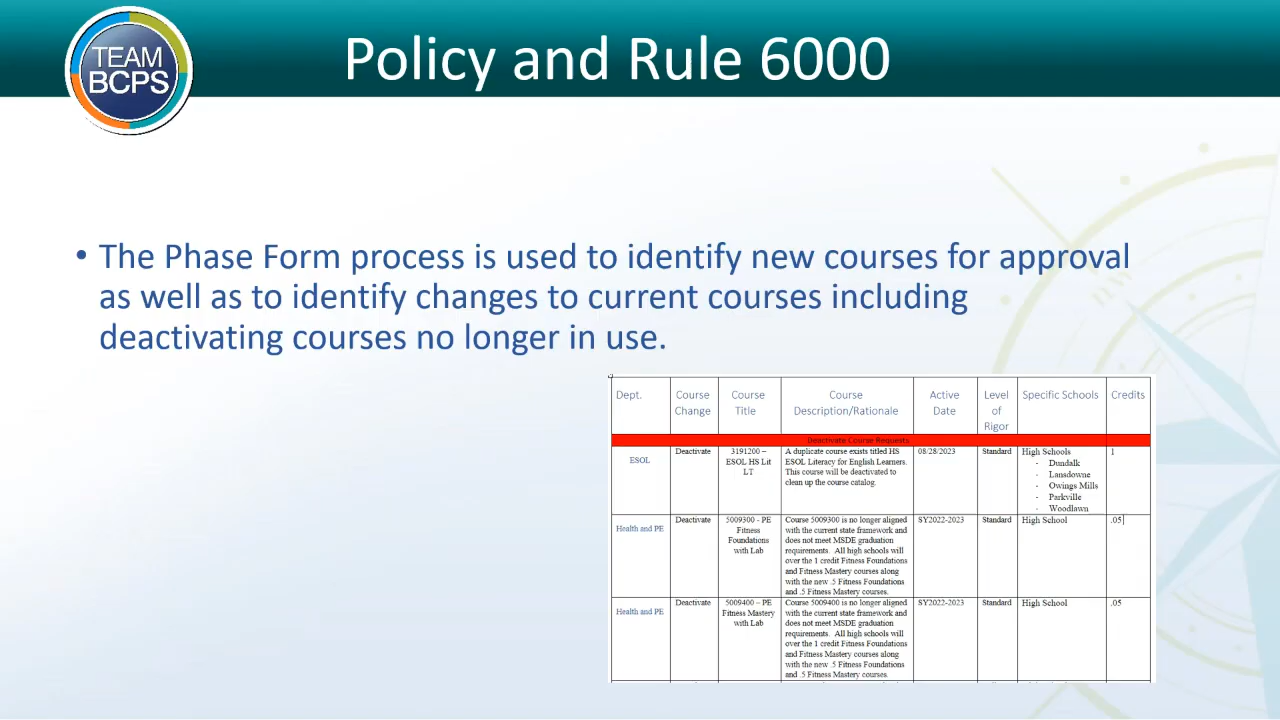 TEAM
BCPS
Policy and Rule 6000
• The Phase Form process is used to identify new courses for approval
as well as to identify changes to current courses including
deactivating courses no longer in use.
Dept. Course Change Course Title Course Description/Rationale Active Date Level of Rigor Specific Schools Credits
Deactivate Course Requests
ESOL
Deactivate
3191200 –
ESOL HS Lit
LT
A duplicate course exists titled HS
ESOL Literacy for English Learners.
This course will be deactivated to
clean up the course catalog.
08/28/2023
Standard
High Schools
- Dundalk
- Lansdowne
- Owings Mills
- Parkville
- Woodlawn
1
Health and PE
Deactivate
5009300 - PE
Fitness
Foundations
with Lab
Course 5009300 is no longer aligned
with the current state framework and
does not meet MSDE graduation
requirements. All high schools will
over the 1 credit Fitness Foundations
and Fitness Mastery courses along
with the new .5 Fitness Foundations
and .5 Fitness Mastery courses.
SY2022-2023
Standard
High School
.05
Health and PE
Deactivate
5009400 – PE
Fitness Mastery
with Lab
Course 5009400 is no longer aligned
with the current state framework and
does not meet MSDE graduation
requirements. All high schools will
over the 1 credit Fitness Foundations
and Fitness Mastery courses along
with the new .5 Fitness Foundations
and .5 Fitness Mastery courses.
SY2022-2023
Standard
High School
.05